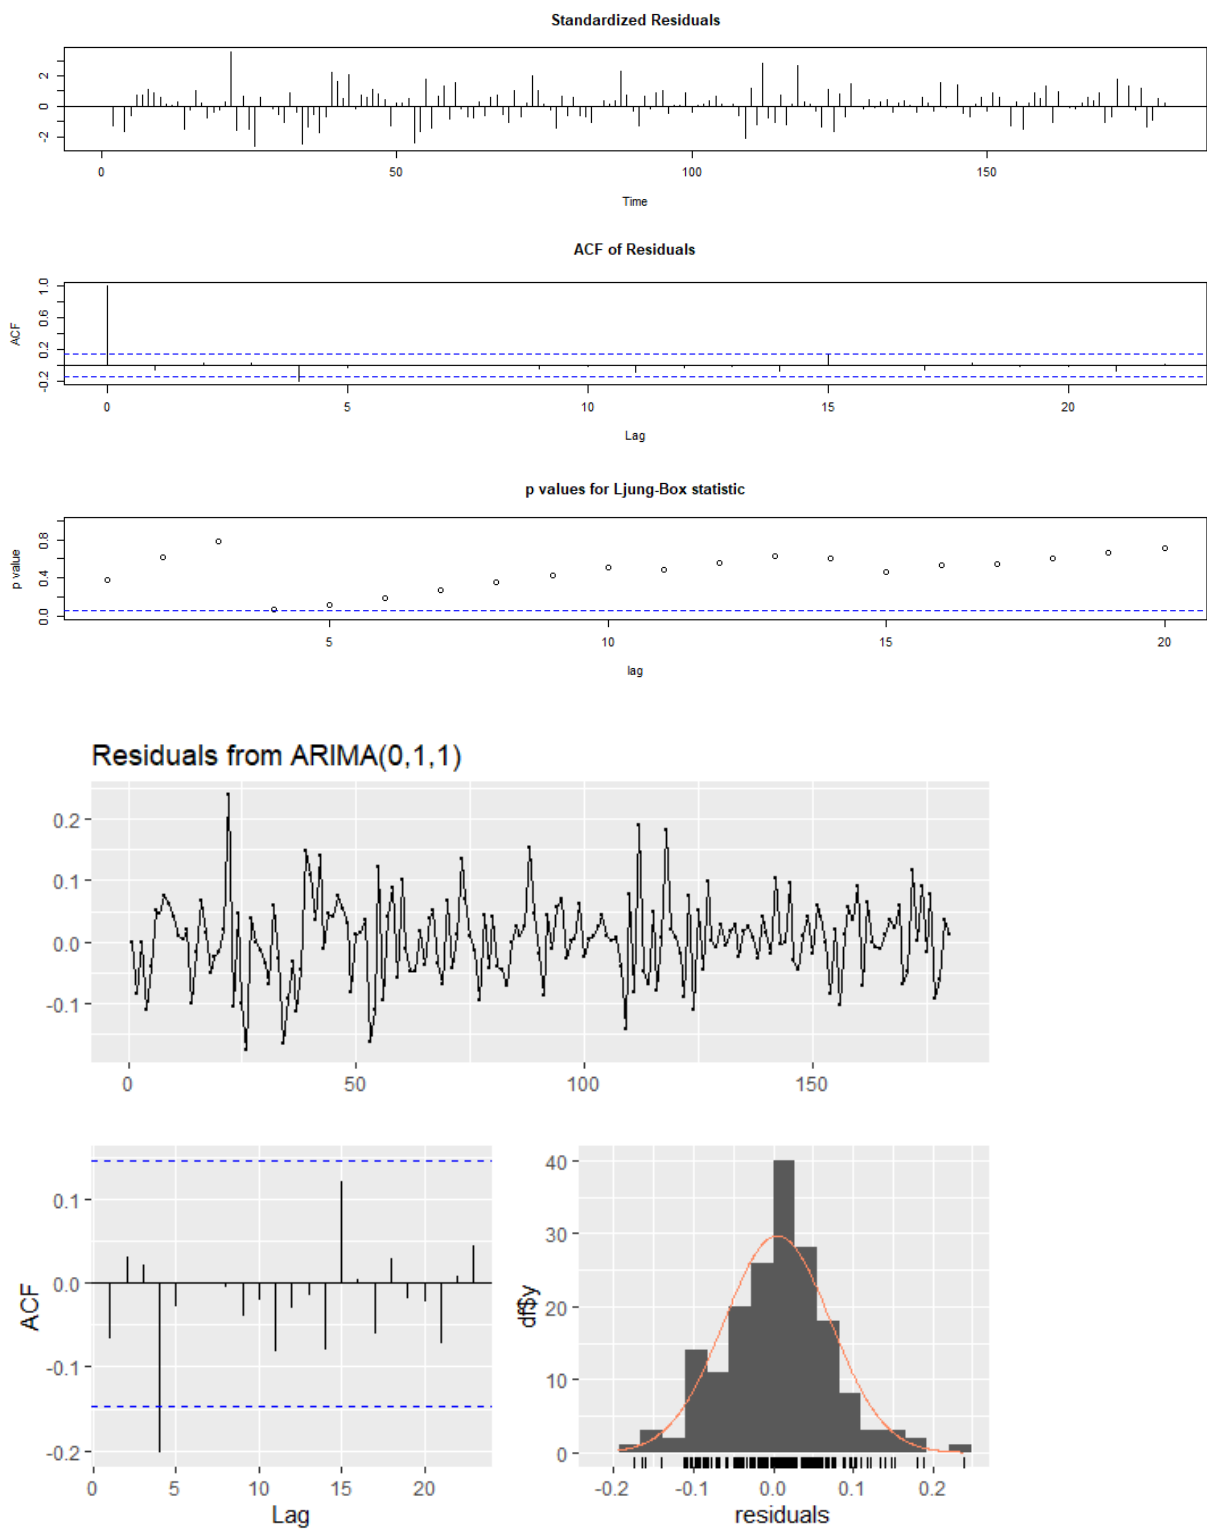 Standardized Residuals
2
0
-2
0 50 100 150
Time
ACF of Residuals
1.0
0.6
0.2
-0.2
ACF
0 5 10 15 20
Lag
p values for Ljung-Box statistic
0.8
0.4
0.0
p value
5 10 15 20
lag
Residuals from ARIMA(0,1,1)
0.2
0.1
0.0
-0.1
0 50 100 150
0.1
0.0
-0.1
-0.2
ACF
0 5 10 15 20
Lag
40
30
20
10
0
df$y
-0.2 -0.1 0.0 0.1 0.2
residuals